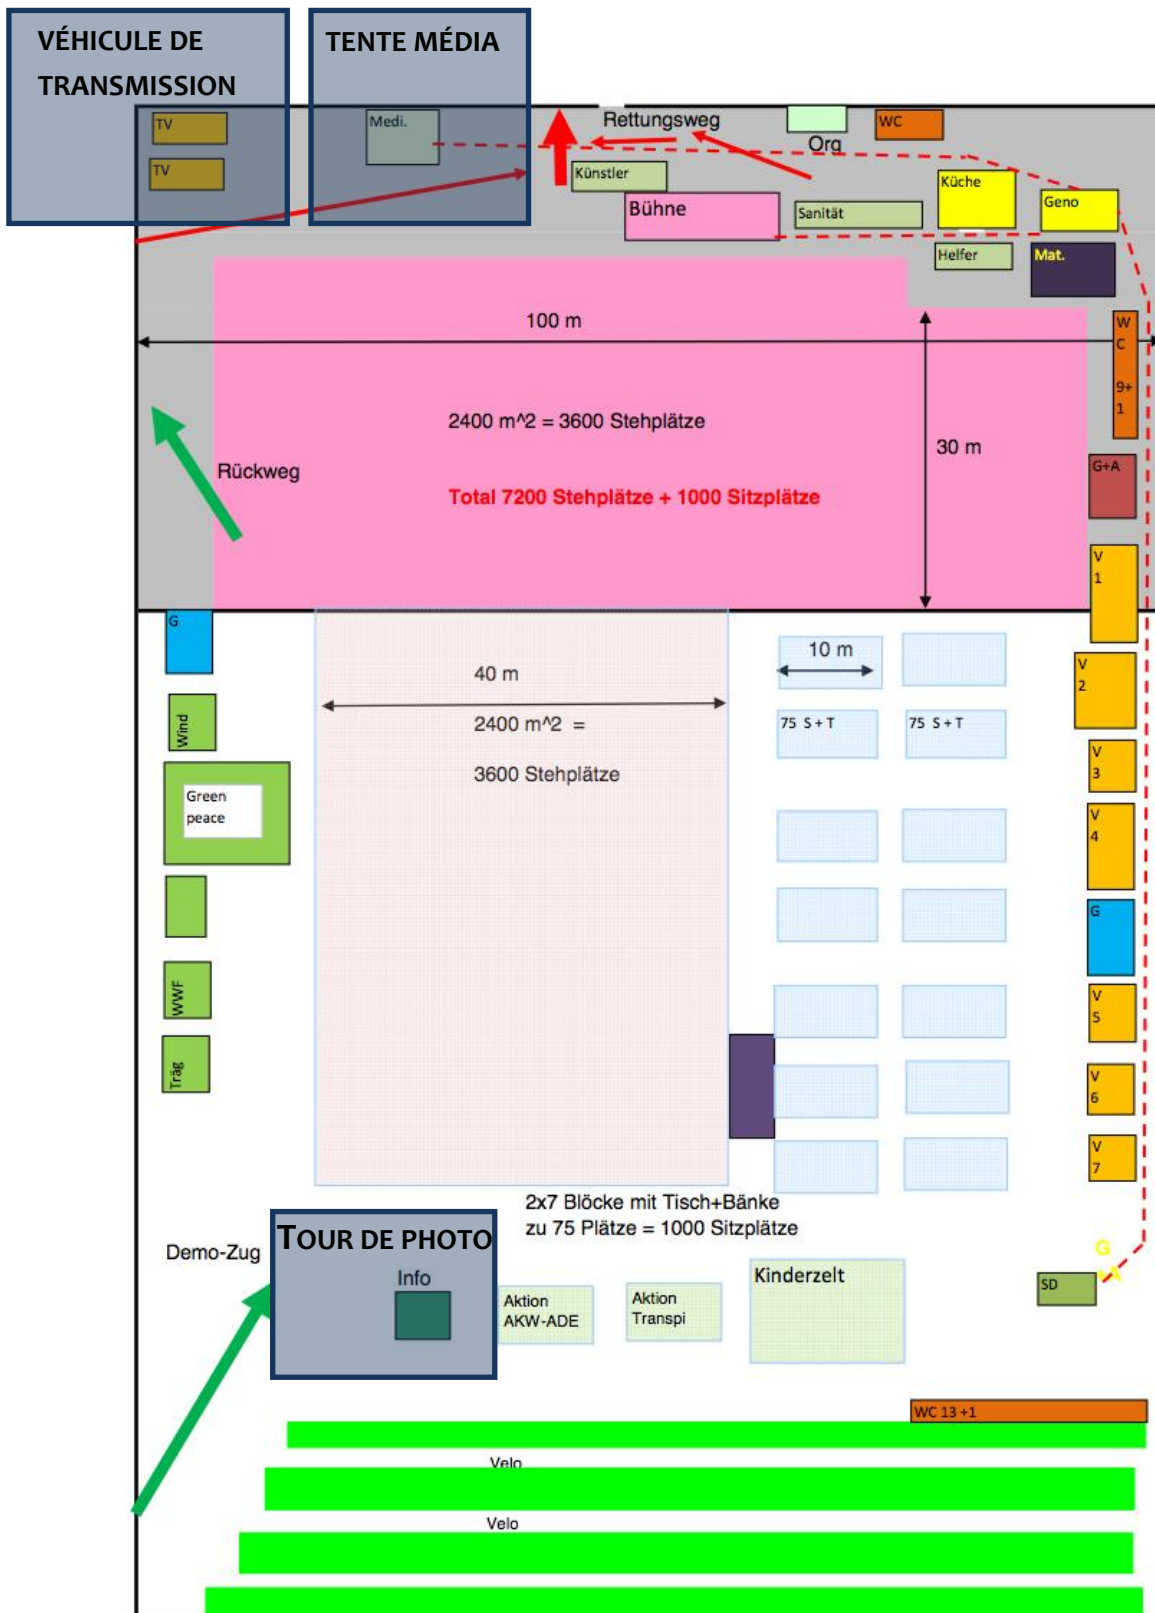 VÉHICULE DE
TRANSMISSION
TENTE MÉDIA
TV
TV
Medi.
Rettungsweg
Org
WC
Künstler
Bühne
Sanität
Küche
Geno
Helfer
Mat.
100 m
W
C
9+
1
2400 m^2 = 3600 Stehplätze
30 m
Rückweg
Total 7200 Stehplätze + 1000 Sitzplätze
G+A
V
1
G
40 m
10 m
V
2
Wind
2400 m^2 =
75 S + T
75 S + T
3600 Stehplätze
V
3
Green
peace
V
4
G
WWF
V
5
Träg
V
6
V
7
2x7 Blöcke mit Tisch+Bänke
zu 75 Plätze = 1000 Sitzplätze
TOUR DE PHOTO
Demo-Zug
Info
Aktion
AKW-ADE
Aktion
Transpi
Kinderzelt
SD
G
+A
WC 13 +1
Velo
Velo